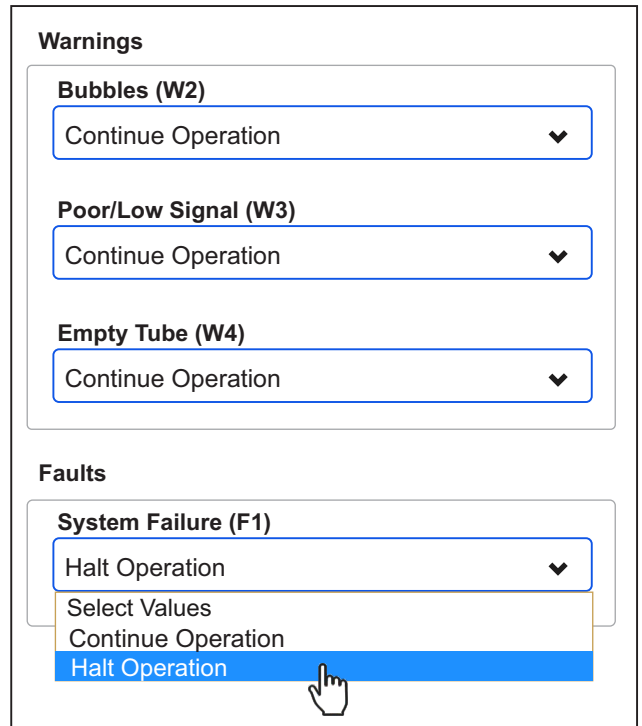 Warnings
Bubbles (W2)
Continue Operation
Poor/Low Signal (W3)
Continue Operation
Empty Tube (W4)
Continue Operation
Faults
System Failure (F1)
Halt Operation
Select Values
Continue Operation
Halt Operation